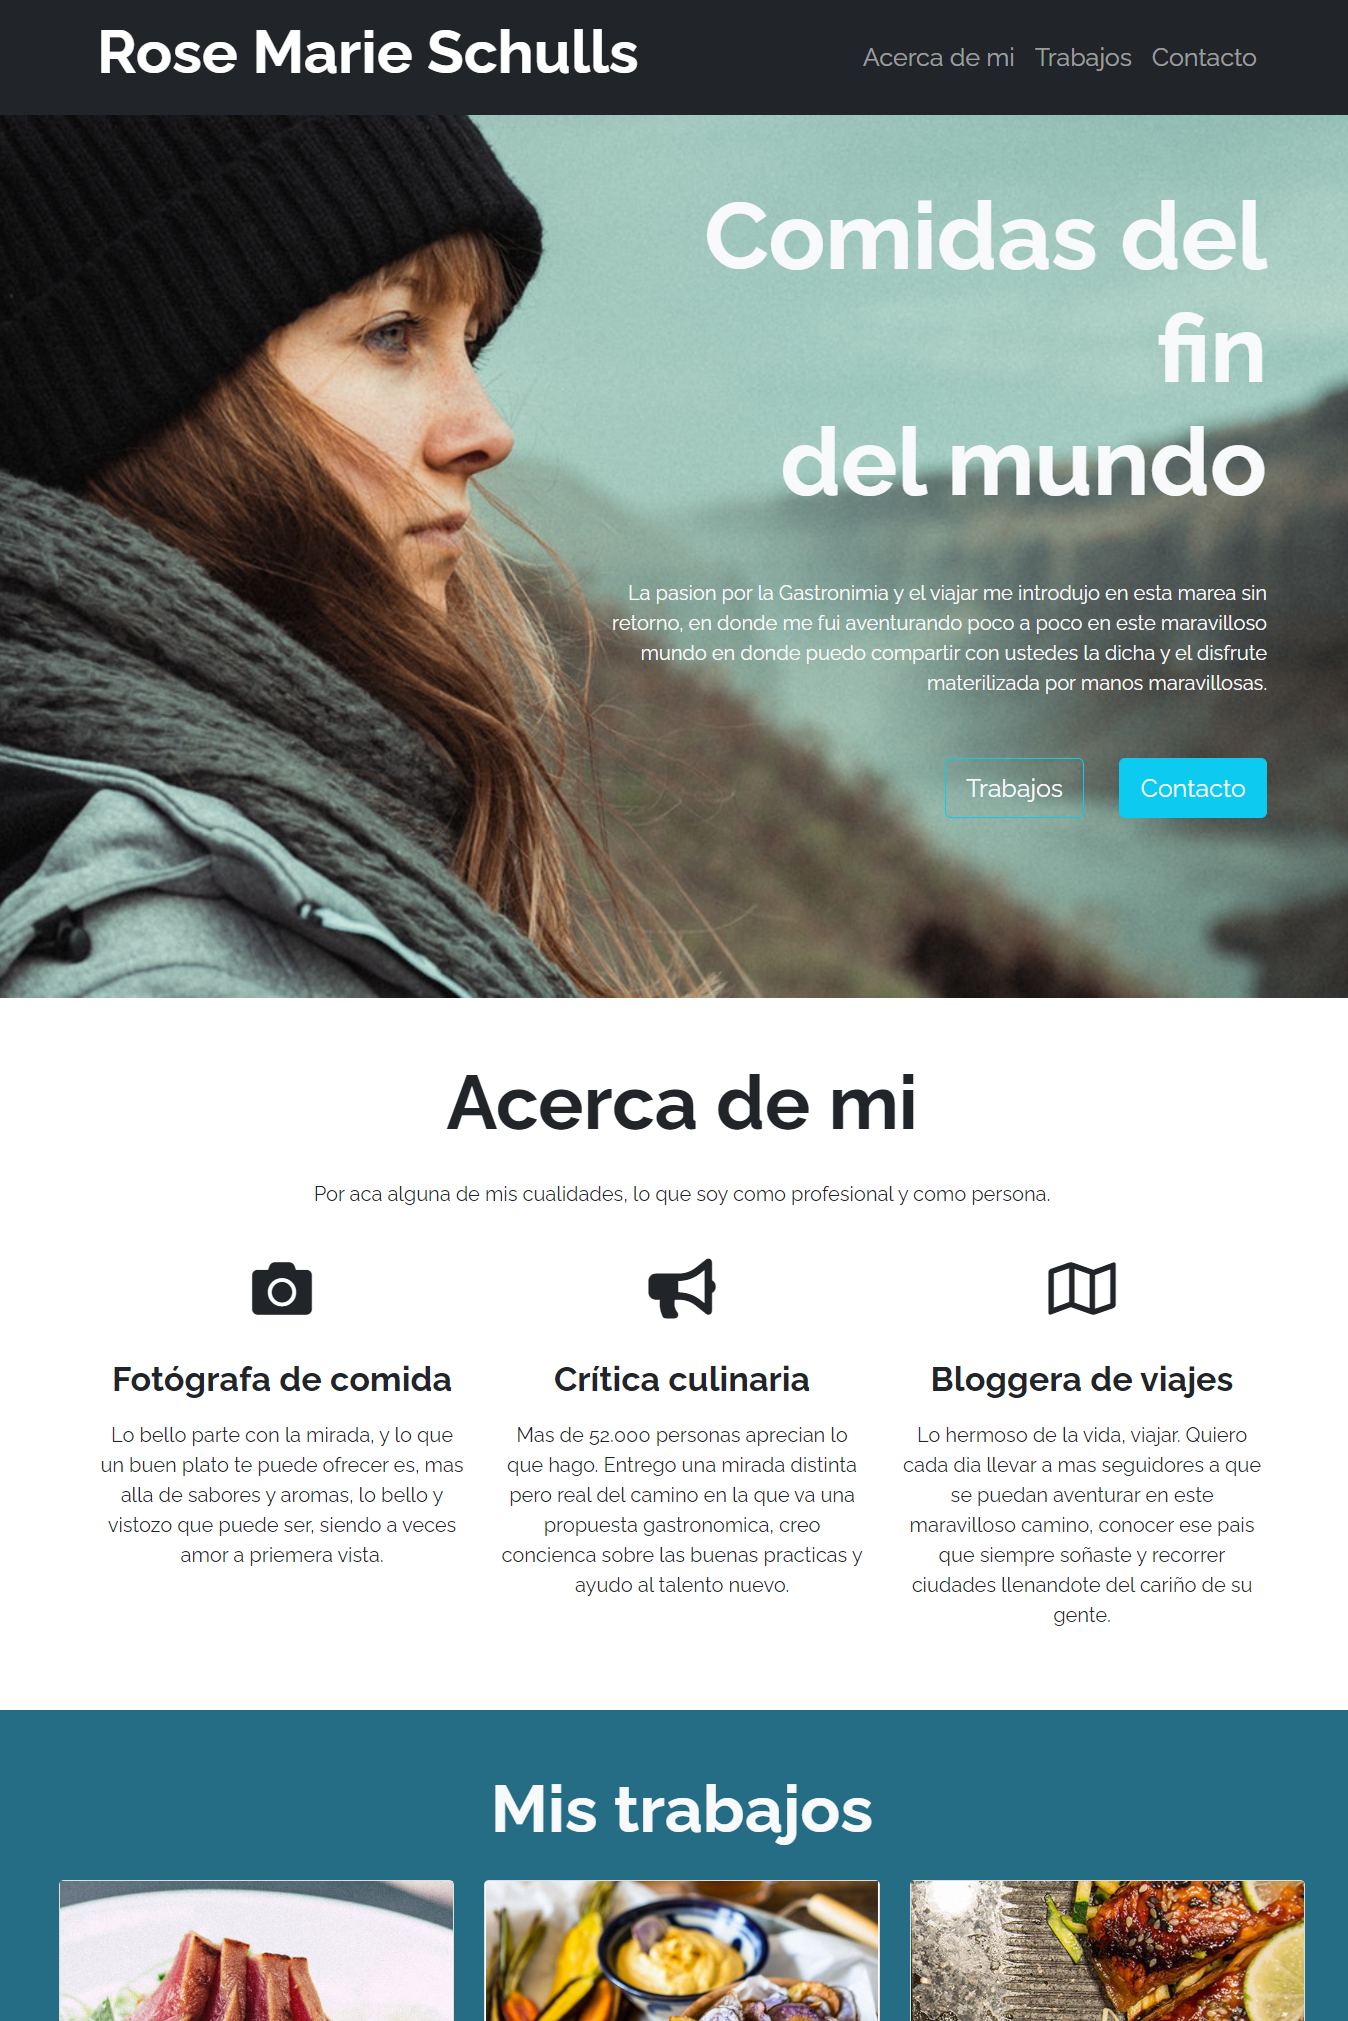 Rose Marie Schulls
Acerca de mi Trabajos Contacto
Comidas del
fin
del mundo
La pasion por la Gastronimia y el viajar me introdujo en esta marea sin
retorno, en donde me fui aventurando poco a poco en este maravilloso
mundo en donde puedo compartir con ustedes la dicha y el disfrute
materilizada por manos maravillosas.
Trabajos Contacto
Acerca de mi
Por aca alguna de mis cualidades, lo que soy como profesional y como persona.
Fotógrafa de comida
Lo bello parte con la mirada, y lo que
un buen plato te puede ofrecer es, mas
alla de sabores y aromas, lo bello y
vistozo que puede ser, siendo a veces
amor a priemera vista.
Crítica culinaria
Mas de 52.000 personas aprecian lo
que hago. Entrego una mirada distinta
pero real del camino en la que va una
propuesta gastronomica, creo
concienca sobre las buenas practicas y
ayudo al talento nuevo.
Bloggera de viajes
Lo hermoso de la vida, viajar. Quiero
cada dia llevar a mas seguidores a que
se puedan aventurar en este
maravilloso camino, conocer ese pais
que siempre soñaste y recorrer
ciudades llenandote del cariño de su
gente.
Mis trabajos